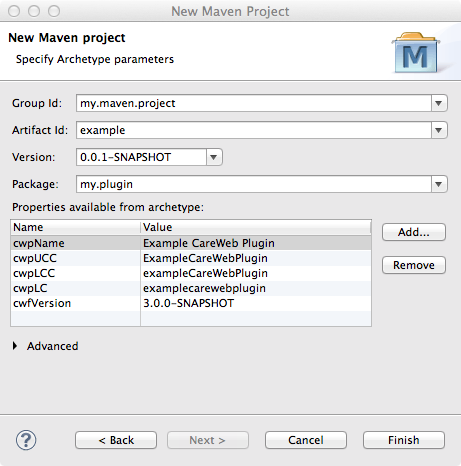 New Maven Project
New Maven project
Specify Archetype parameters
M
Group Id: my.maven.project
Artifact Id: example
Version: 0.0.1-SNAPSHOT
Package: my.plugin
Properties available from archetype:
Name Value
cwpName Example CareWeb Plugin
cwpUCC ExampleCareWebPlugin
cwpLCC exampleCareWebPlugin
cwpLC examplecarewebplugin
cwfVersion 3.0.0-SNAPSHOT
Add...
Remove
Advanced
? < Back Next > Cancel Finish